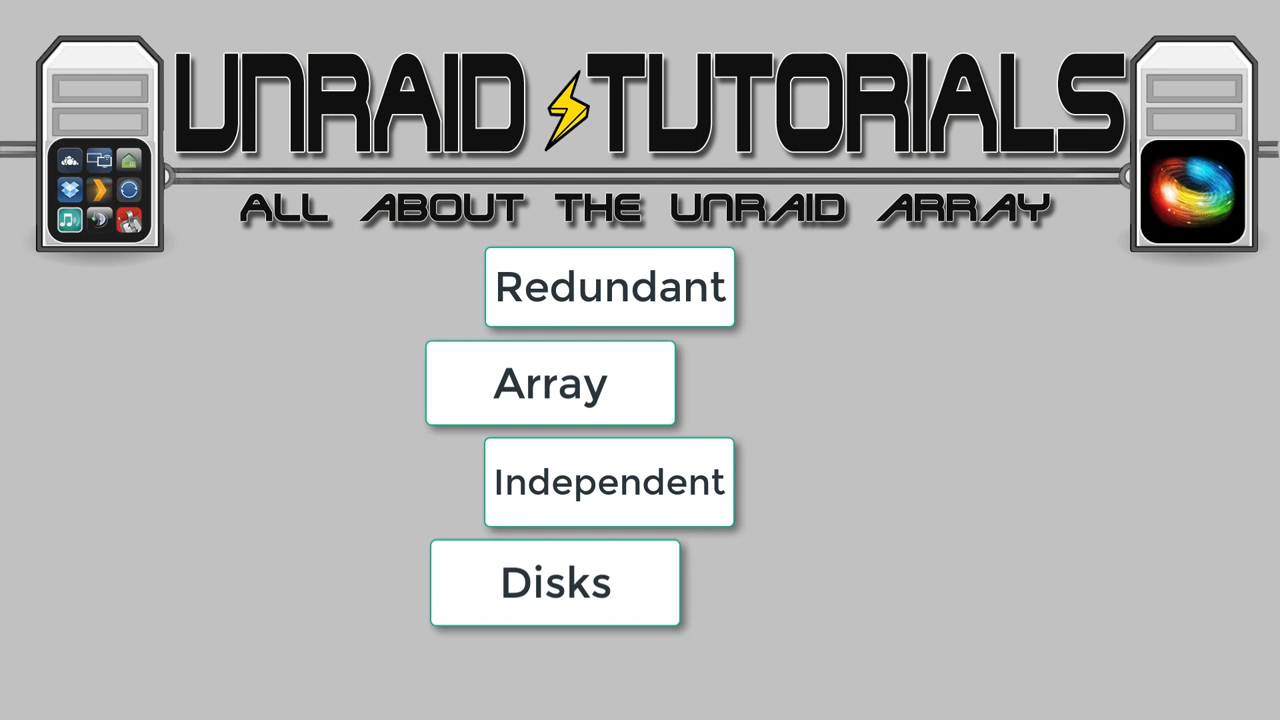 UNRAID TUTORIALS
ALL ABOUT THE UNRAID ARRAY
Redundant
Array
Independent
Disks